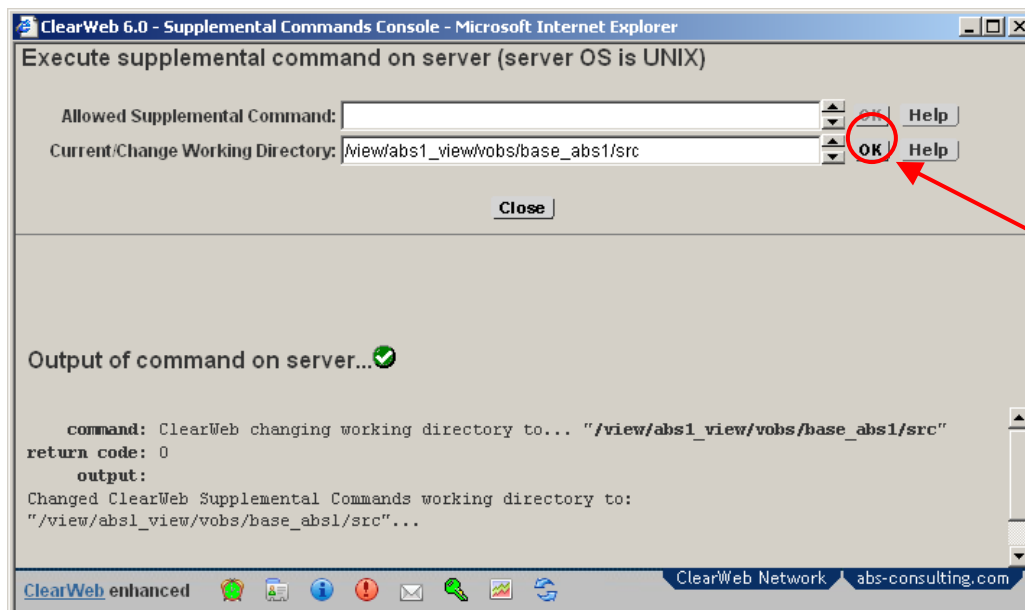 ClearWeb 6.0 - Supplemental Commands Console - Microsoft Internet Explorer
Execute supplemental command on server (server OS is UNIX)
Allowed Supplemental Command: OK Help
Current/Change Working Directory: /view/abs1_view/vobs/base_abs1/src OK Help
Close
Output of command on server...
command: ClearWeb changing working directory to... "/view/abs1_view/vobs/base_abs1/src"
return code: 0
output:
Changed ClearWeb Supplemental Commands working directory to:
"/view/abs1_view/vobs/base_abs1/src"...
ClearWeb enhanced ClearWeb Network abs-consulting.com